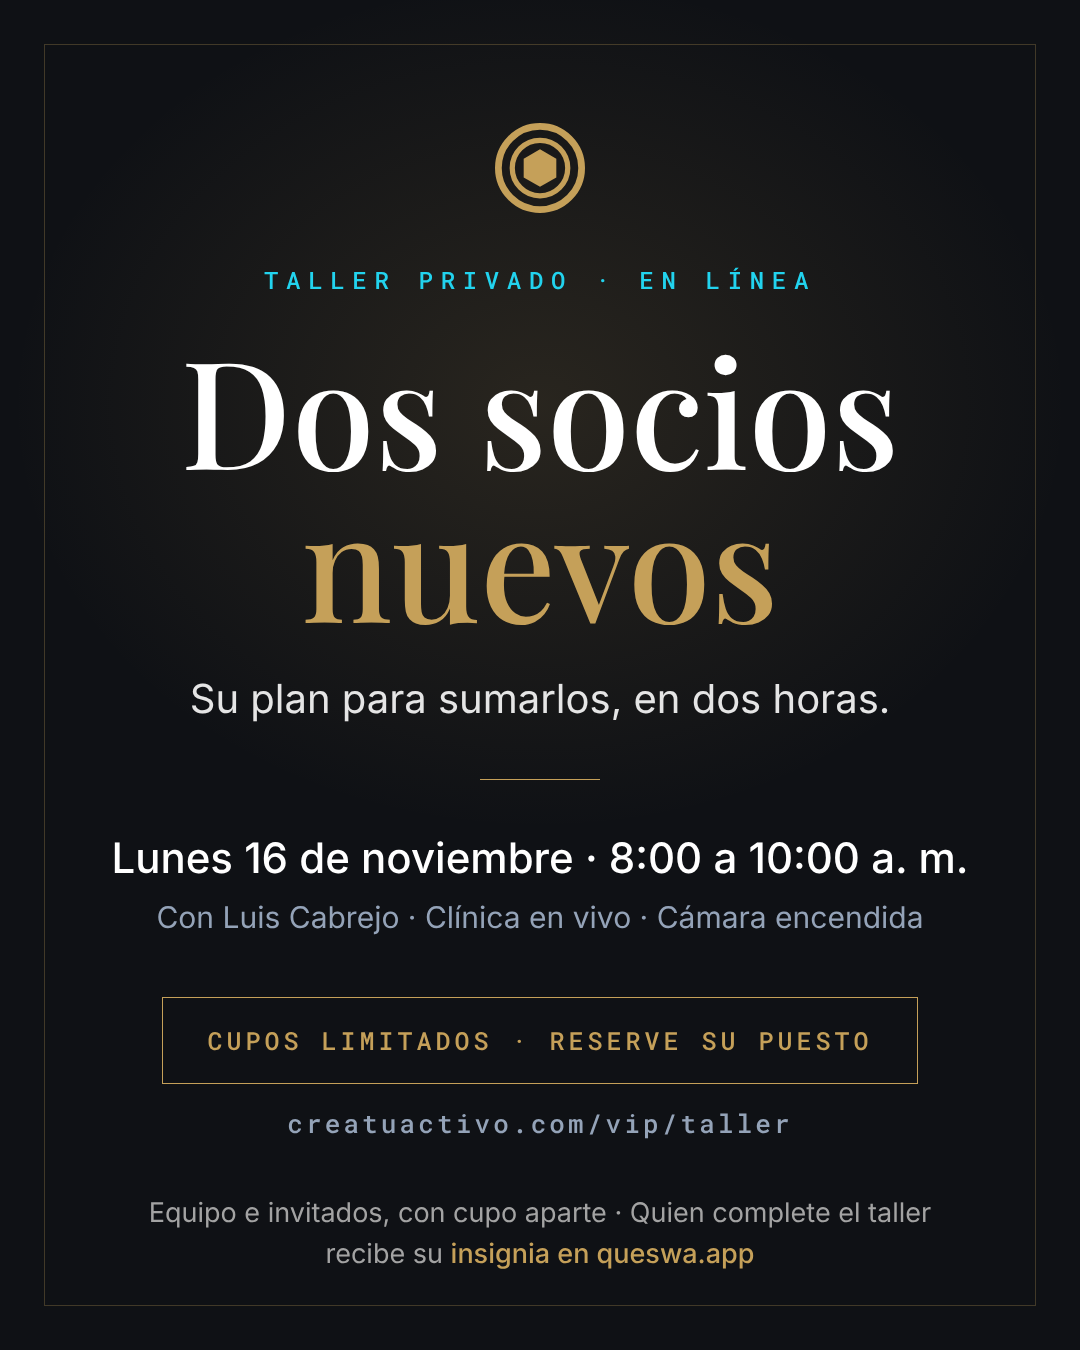 TALLER PRIVADO · EN LÍNEA
Dos socios
nuevos
Su plan para sumarlos, en dos horas.
Lunes 16 de noviembre · 8:00 a 10:00 a. m.
Con Luis Cabrejo · Clínica en vivo · Cámara encendida
CUPOS LIMITADOS · RESERVE SU PUESTO
creatuactivo.com/vip/taller
Equipo e invitados, con cupo aparte · Quien complete el taller
recibe su insignia en queswa.app